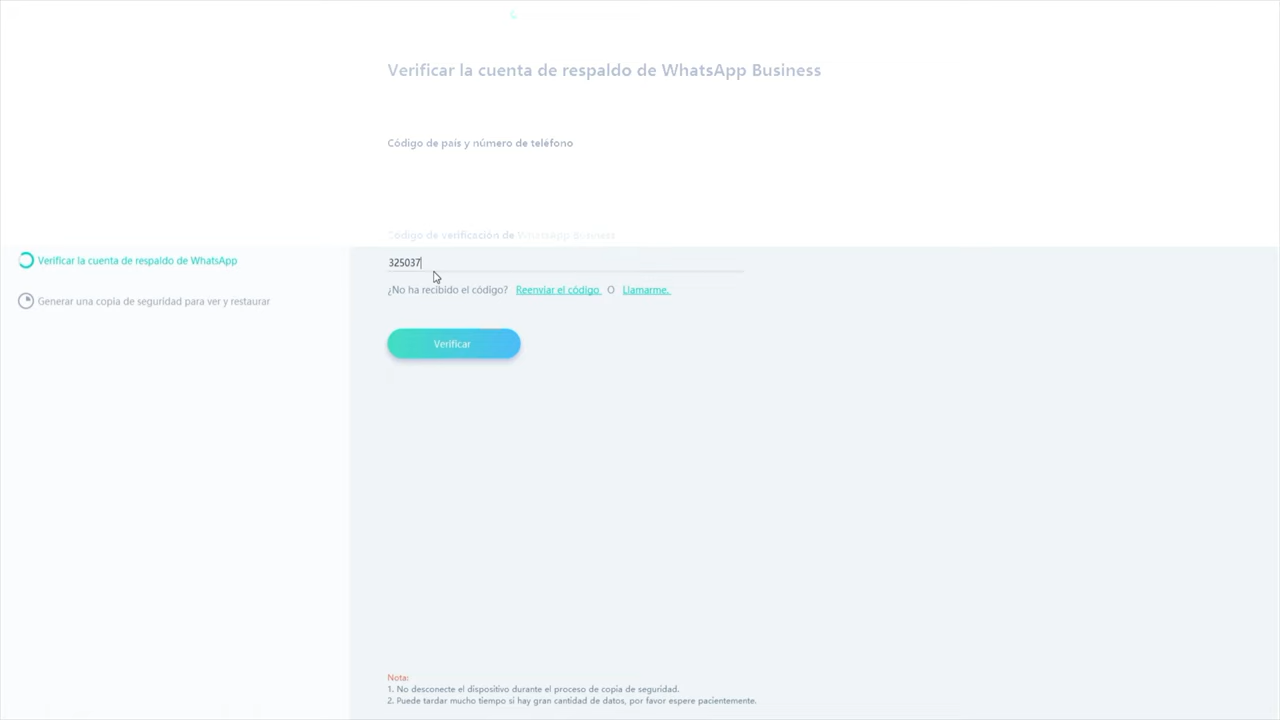 Verificar la cuenta de respaldo de WhatsApp Business
Código de país y número de teléfono
Código de verificación de WhatsApp Business
Verificar la cuenta de respaldo de WhatsApp
325037
¿No ha recibido el código? Reenviar el código O Llamarme.
Generar una copia de seguridad para ver y restaurar
Verificar
Nota:
1. No desconecte el dispositivo durante el proceso de copia de seguridad.
2. Puede tardar mucho tiempo si hay gran cantidad de datos, por favor espere pacientemente.